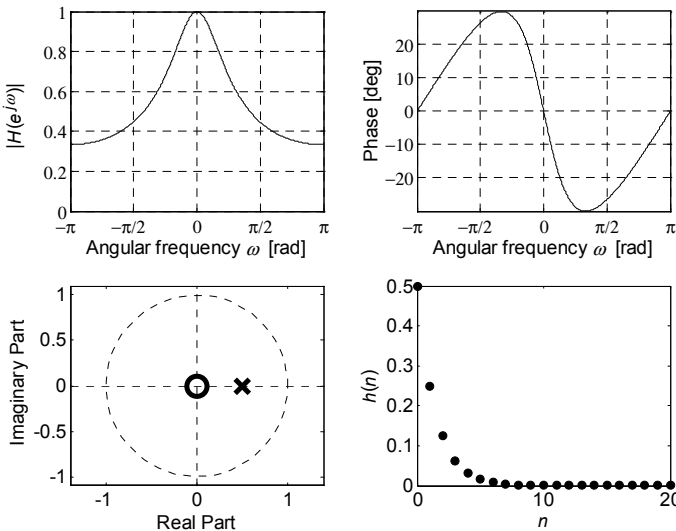 1
0.8
0.6
0.4
0.2
0
|H(e^{jω})|
−π −π/2 0 π/2 π
Angular frequency ω [rad]
30
20
10
0
−10
−20
Phase [deg]
−π −π/2 0 π/2 π
Angular frequency ω [rad]
1
0.5
0
-0.5
-1
Imaginary Part
-1 0 1
Real Part
0.5
0.4
0.3
0.2
0.1
0
h(n)
0 10 20
n